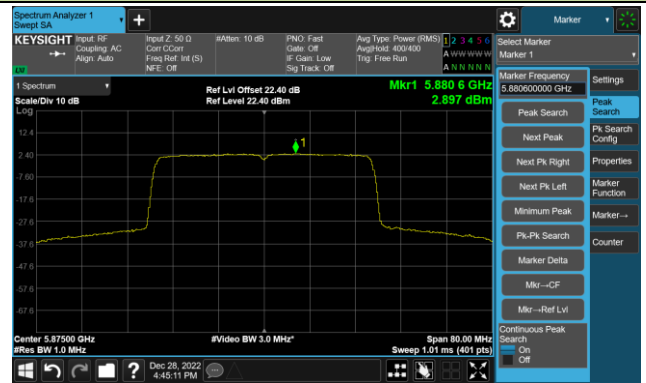 Spectrum Analyzer 1
Swept SA
Marker
KEYSIGHT
Input: RF
Coupling: AC
Align: Auto
Input Z: 50 Ω
Corr CCorr
Freq Ref: Int (S)
NFE: Off
#Atten: 10 dB
PNO: Fast
Gate: Off
IF Gain: Low
Sig Track: Off
Avg Type: Power (RMS)
Avg|Hold: 400/400
Trig: Free Run
1 2 3 4 5 6
A W W W W W
A N N N N N
LW
1 Spectrum
Scale/Div 10 dB
Log
Ref Lvl Offset 22.40 dB
Ref Level 22.40 dBm
Mkr1 5.880 6 GHz
2.897 dBm
1
12.4
2.40
-7.60
-17.6
-27.6
-37.6
-47.6
-57.6
-67.6
Center 5.87500 GHz
#Res BW 1.0 MHz
#Video BW 3.0 MHz*
Span 80.00 MHz
Sweep 1.01 ms (401 pts)
Dec 28, 2022
4:45:11 PM
Select Marker
Marker 1
Marker Frequency
5.880600000 GHz
Peak Search
Next Peak
Next Pk Right
Next Pk Left
Minimum Peak
Pk-Pk Search
Marker Delta
Mkr→CF
Mkr→Ref Lvl
Continuous Peak
Search
On
Off
Settings
Peak
Search
Pk Search
Config
Properties
Marker
Function
Marker→
Counter